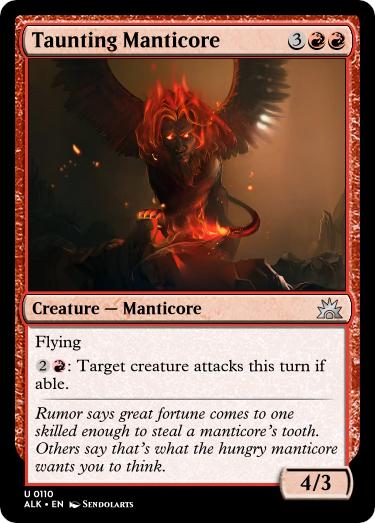 Taunting Manticore 3
Creature — Manticore
Flying
2 : Target creature attacks this turn if
able.
Rumor says great fortune comes to one
skilled enough to steal a manticore's tooth.
Others say that's what the hungry manticore
wants you to think.
4/3
U 0110
ALK • EN SENDOLARTS